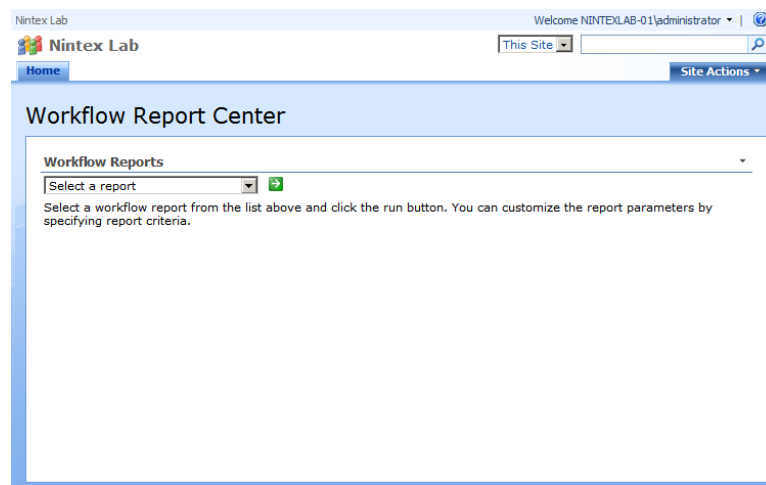 Nintex Lab
Welcome NINTEXLAB-01\administrator
Nintex Lab
This Site
Home
Site Actions
Workflow Report Center
Workflow Reports
Select a report
Select a workflow report from the list above and click the run button. You can customize the report parameters by
specifying report criteria.